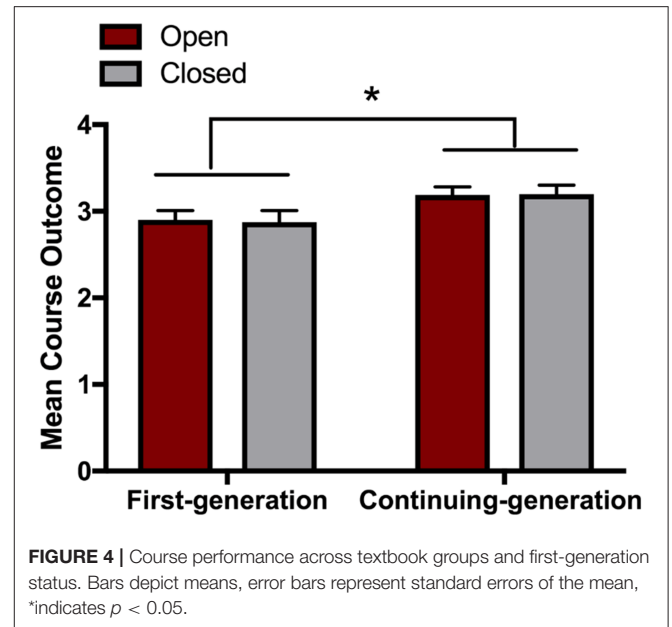 Open
Closed
*
Mean Course Outcome
4
3
2
1
0
First-generation
Continuing-generation
FIGURE 4 | Course performance across textbook groups and first-generation
status. Bars depict means, error bars represent standard errors of the mean,
*indicates p < 0.05.